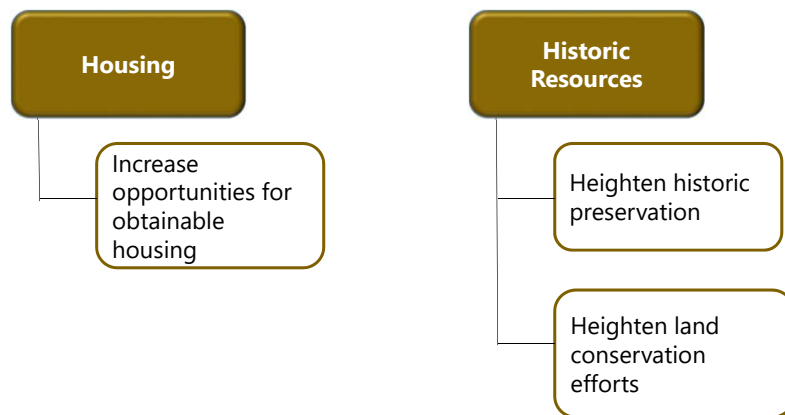 Housing
Increase
opportunities for
obtainable
housing
Historic
Resources
Heighten historic
preservation
Heighten land
conservation
efforts